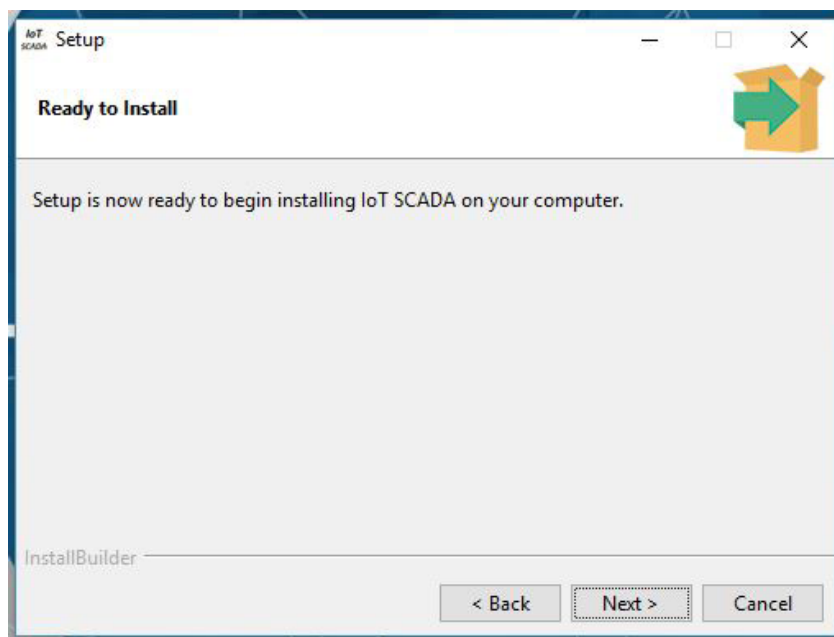 IoT
SCADA
Setup
Ready to Install
Setup is now ready to begin installing IoT SCADA on your computer.
InstallBuilder
< Back
Next >
Cancel